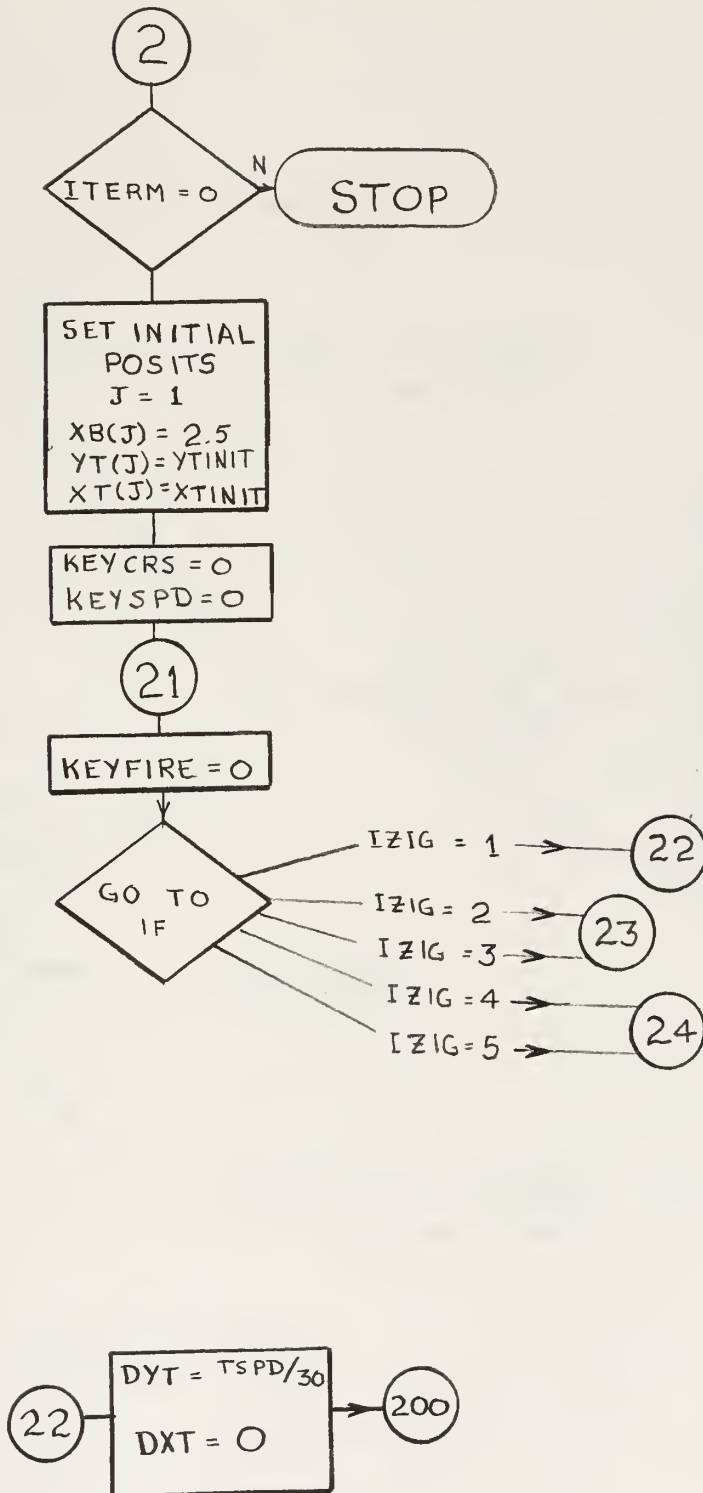 2
ITERM = 0
N
STOP
SET INITIAL
POSITS
J = 1
XB(J) = 2.5
YT(J)=YTINIT
XT(J)=XTINIT
KEYCRS = 0
KEYSPD=0
21
KEYFIRE = 0
GO TO
IF
IZIG = 1
22
IZIG = 2
IZIG = 3
23
IZIG = 4
IZIG = 5
24
22
DYT = TSPD/30
DXT = 0
200